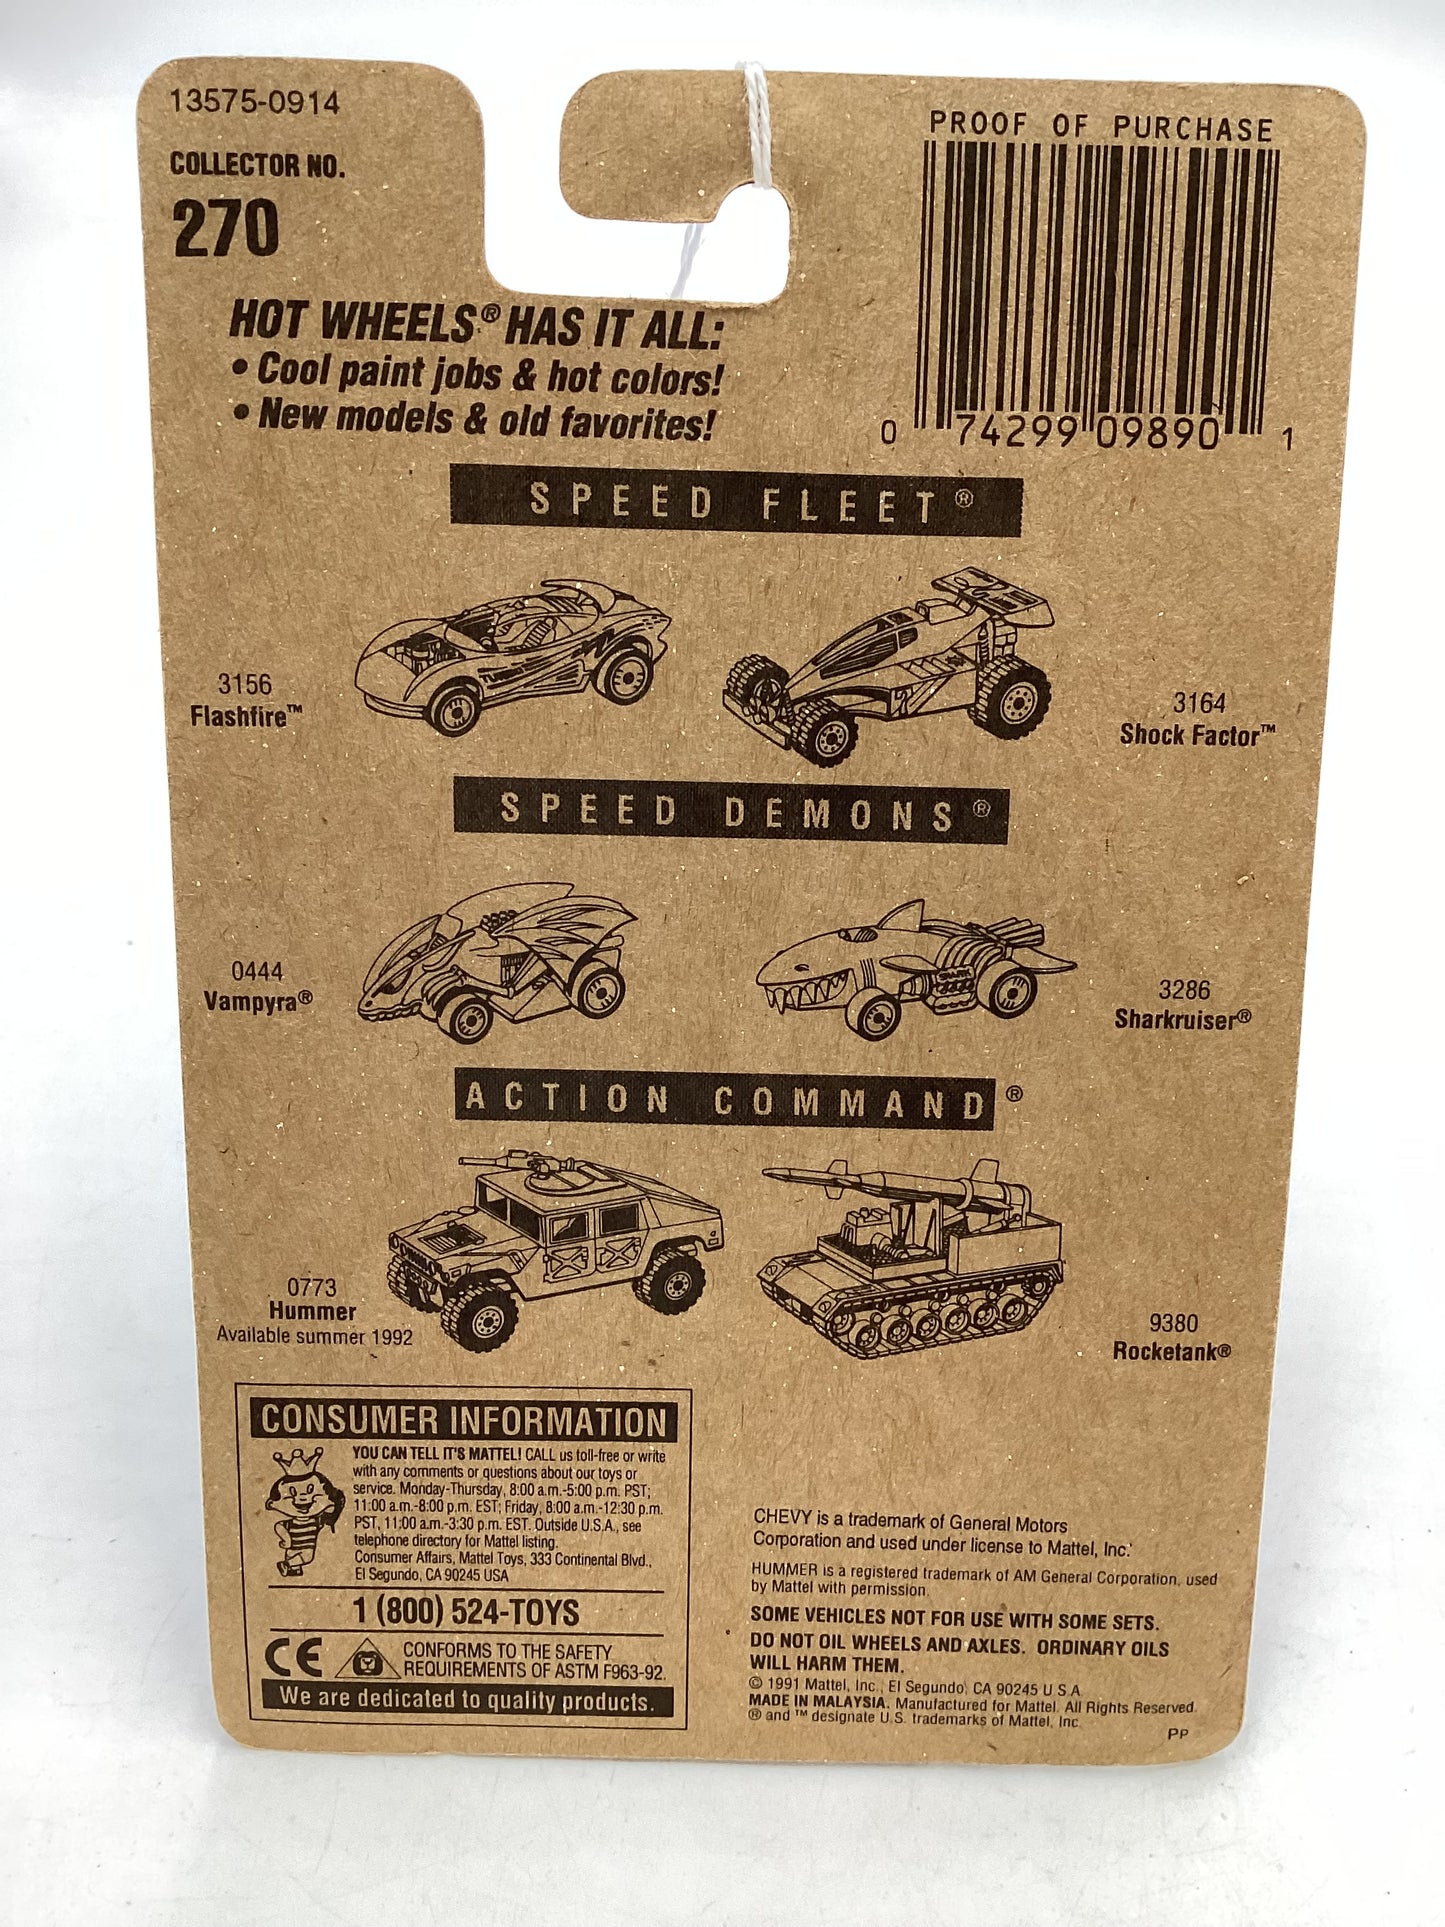 13575-0914
COLLECTOR NO.
270
PROOF OF PURCHASE
0 74299 09890 1
HOT WHEELS® HAS IT ALL:
• Cool paint jobs & hot colors!
• New models & old favorites!
SPEED FLEET®
3156
Flashfire™
3164
Shock Factor™
SPEED DEMONS®
0444
Vampyra®
SHARK
3286
Sharkruiser®
ACTION COMMAND®
0773
Hummer
Available summer 1992
9380
Rocketank®
CONSUMER INFORMATION
YOU CAN TELL IT'S MATTEL! CALL us toll-free or write
with any comments or questions about our toys or
service. Monday-Thursday, 8:00 a.m.-5:00 p.m. PST;
11:00 a.m.-8:00 p.m. EST; Friday, 8:00 a.m.-12:30 p.m.
PST, 11:00 a.m.-3:30 p.m. EST. Outside U.S.A., see
telephone directory for Mattel listing.
Consumer Affairs, Mattel Toys, 333 Continental Blvd.,
El Segundo, CA 90245 USA
1 (800) 524-TOYS
CE
CONFORMS TO THE SAFETY
REQUIREMENTS OF ASTM F963-92.
We are dedicated to quality products.
CHEVY is a trademark of General Motors
Corporation and used under license to Mattel, Inc.
HUMMER is a registered trademark of AM General Corporation, used
by Mattel with permission.
SOME VEHICLES NOT FOR USE WITH SOME SETS.
DO NOT OIL WHEELS AND AXLES. ORDINARY OILS
WILL HARM THEM.
© 1991 Mattel, Inc., El Segundo, CA 90245 U.S.A.
MADE IN MALAYSIA. Manufactured for Mattel. All Rights Reserved.
® and ™ designate U.S. trademarks of Mattel, Inc.
PP